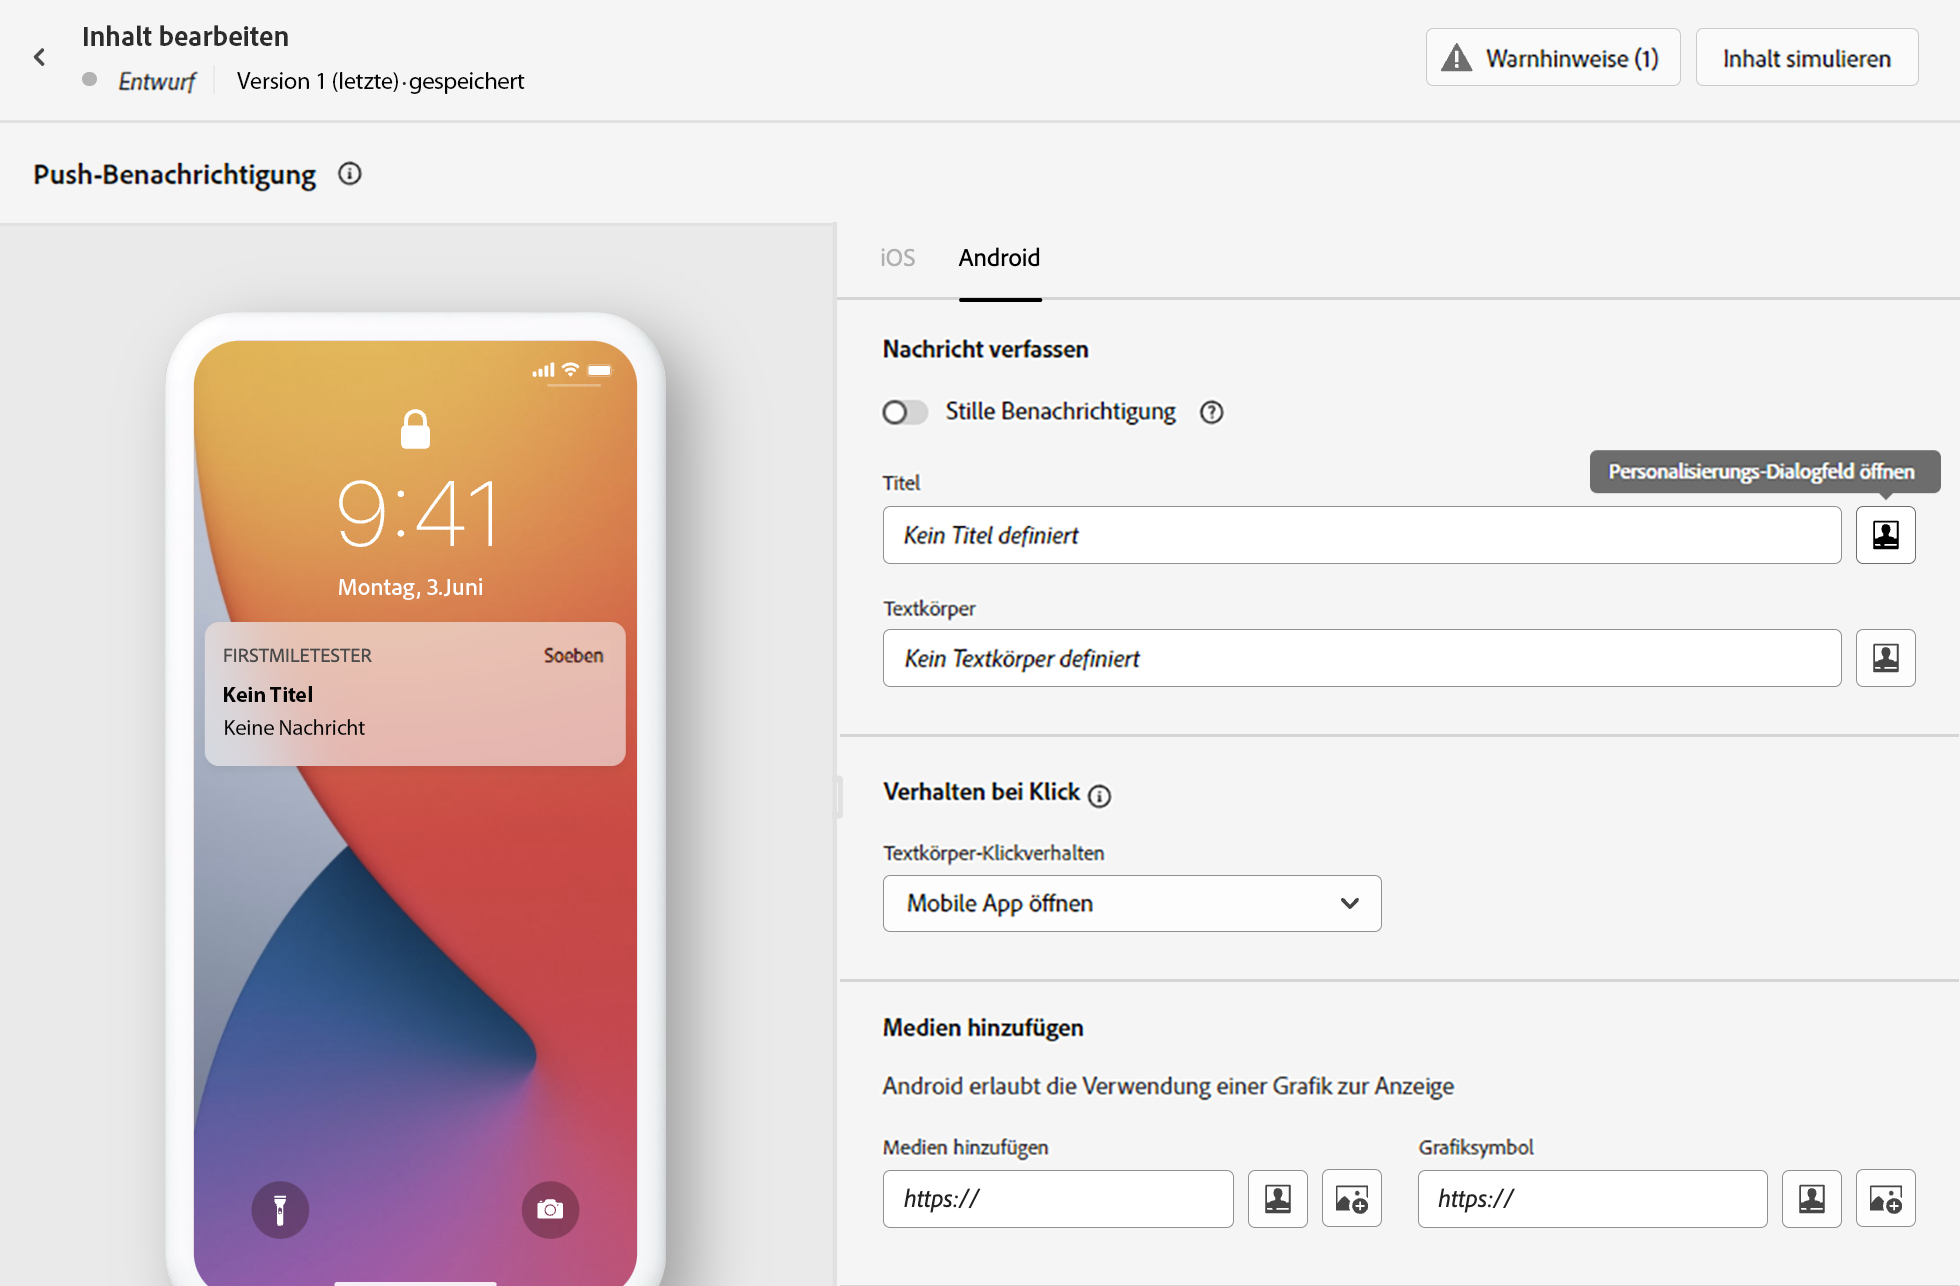 Inhalt bearbeiten
Entwurf
Version 1 (letzte)·gespeichert
Warnhinweise (1)
Inhalt simulieren
Push-Benachrichtigung
9:41
Montag, 3.Juni
FIRSTMILETESTER
Soeben
Kein Titel
Keine Nachricht
iOS
Android
Nachricht verfassen
Stille Benachrichtigung
Personalisierungs-Dialogfeld öffnen
Titel
Kein Titel definiert
Textkörper
Kein Textkörper definiert
Verhalten bei Klick
Textkörper-Klickverhalten
Mobile App öffnen
Medien hinzufügen
Android erlaubt die Verwendung einer Grafik zur Anzeige
Medien hinzufügen
Grafiksymbol
https://
https://